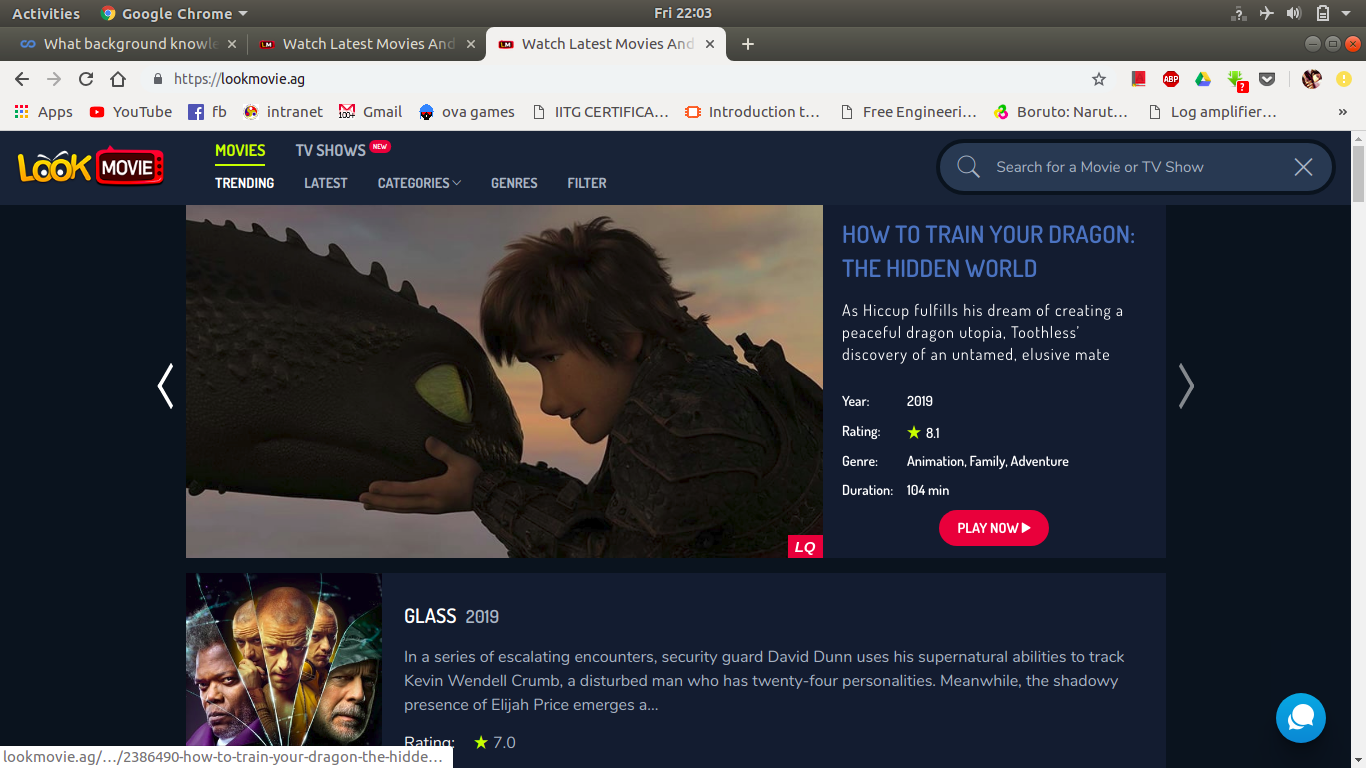 Activities
Google Chrome
Fri 22:03
What background knowle
Watch Latest Movies And
Watch Latest Movies And
https://lookmovie.ag
ABP
?
Apps
YouTube
fb
intranet
100+
Gmail
ova games
IITG CERTIFICA…
Introduction t…
Free Engineeri…
Boruto: Narut…
Log amplifier…
»
LOOK MOVIE
MOVIES
TV SHOWS NEW
TRENDING
LATEST
CATEGORIES
GENRES
FILTER
Search for a Movie or TV Show
HOW TO TRAIN YOUR DRAGON:
THE HIDDEN WORLD
As Hiccup fulfills his dream of creating a
peaceful dragon utopia, Toothless'
discovery of an untamed, elusive mate
Year: 2019
Rating: 8.1
Genre: Animation, Family, Adventure
Duration: 104 min
PLAY NOW
LQ
GLASS 2019
In a series of escalating encounters, security guard David Dunn uses his supernatural abilities to track
Kevin Wendell Crumb, a disturbed man who has twenty-four personalities. Meanwhile, the shadowy
presence of Elijah Price emerges a...
Rating: 7.0
lookmovie.ag/…/2386490-how-to-train-your-dragon-the-hidde…